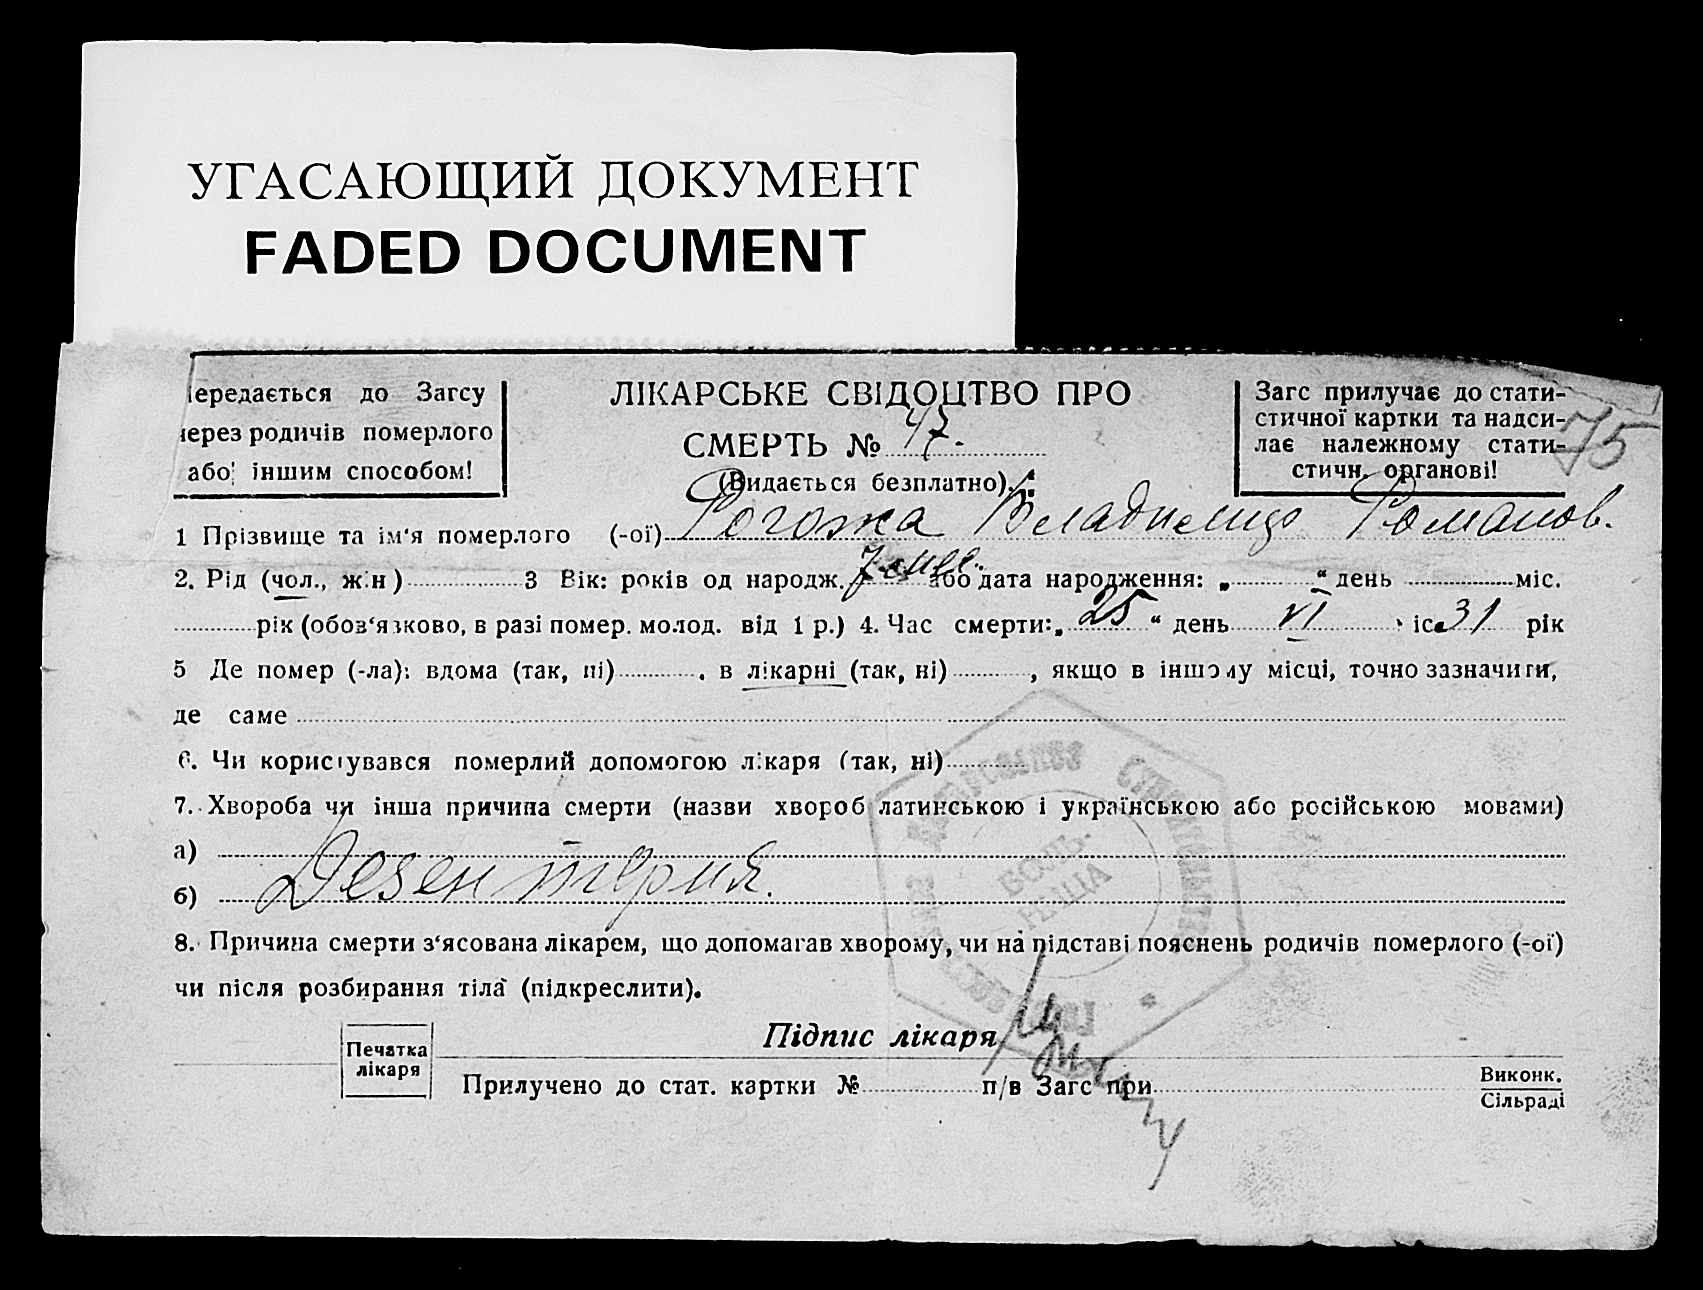 УГАСАЮЩИЙ ДОКУМЕНТ
FADED DOCUMENT
ередається до Загсу
ерез родичів померлого
або іншим способом!
ЛІКАРСЬКЕ СВІДОЦТВО ПРО
СМЕРТЬ № 47.
(Видається безплатно).
Загс прилучає до стати-
стичної картки та надси-
лає належному стати-
стичн. органові!
75
1 Прізвище та ім'я померлого (-ої) Рогожа Романов.
2. Рід (чол., ж н) 3 Вік: років од народж. 7 або дата народження: „ “ день міс.
рік (обов'язково, в разі помер. молод. від 1 р.) 4. Час смерти: „ 25 “ день VI іс. 31 рік
5 Де помер (-ла): вдома (так, ні) , в лікарні (так, ні) , якщо в іншому місці, точно зазначити,
де саме
6. Чи користувався померлий допомогою лікаря (так, ні)
7. Хвороба чи інша причина смерти (назви хвороб латинською і українською або російською мовами)
а)
б) Дезентерия.
8. Причина смерти з'ясована лікарем, що допомагав хворому, чи на підставі пояснень родичів померлого (-ої)
чи після розбирання тіла (підкреслити).
Підпис лікаря
Печатка
лікаря
Прилучено до стат. картки № п/в Загс при
Виконк.
Сільраді